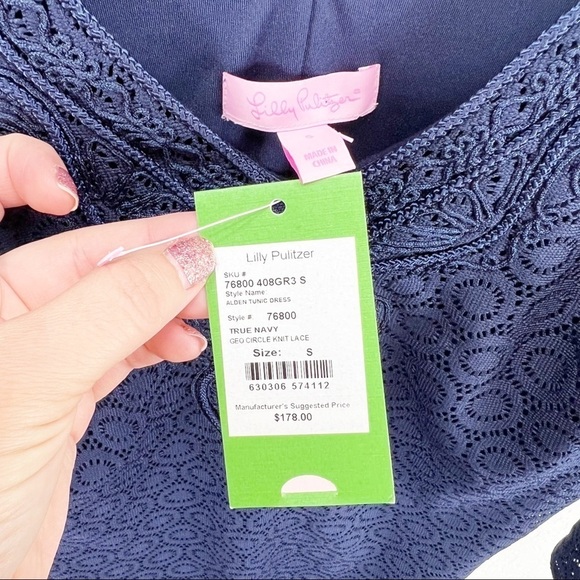 Lilly Pulitzer
S
MADE IN
CHINA
Lilly Pulitzer
SKU #
76800 408GR3 S
Style Name
ALDEN TUNIC DRESS
Style # 76800
TRUE NAVY
GEO CIRCLE KNIT LACE
Size: S
630306 574112
Manufacturer's Suggested Price
$178.00